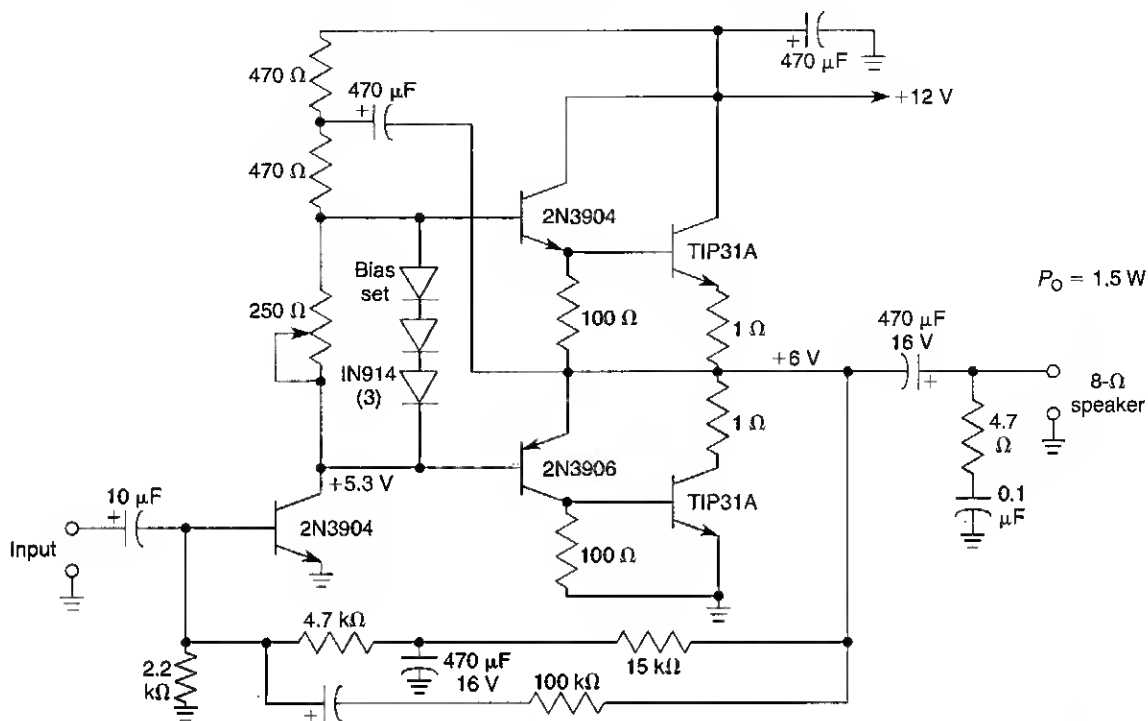 470 µF
470 Ω
470 µF
+
+12 V
470 Ω
2N3904
TIP31A
Bias
set
P_O = 1.5 W
250 Ω
100 Ω
1 Ω
470 µF
16 V
+6 V
IN914
(3)
8-Ω
speaker
1 Ω
4.7
Ω
2N3906
+5.3 V
TIP31A
10 µF
+
0.1
µF
2N3904
Input
100 Ω
4.7 kΩ
15 kΩ
2.2
kΩ
470 µF
16 V
100 kΩ
+
+
+